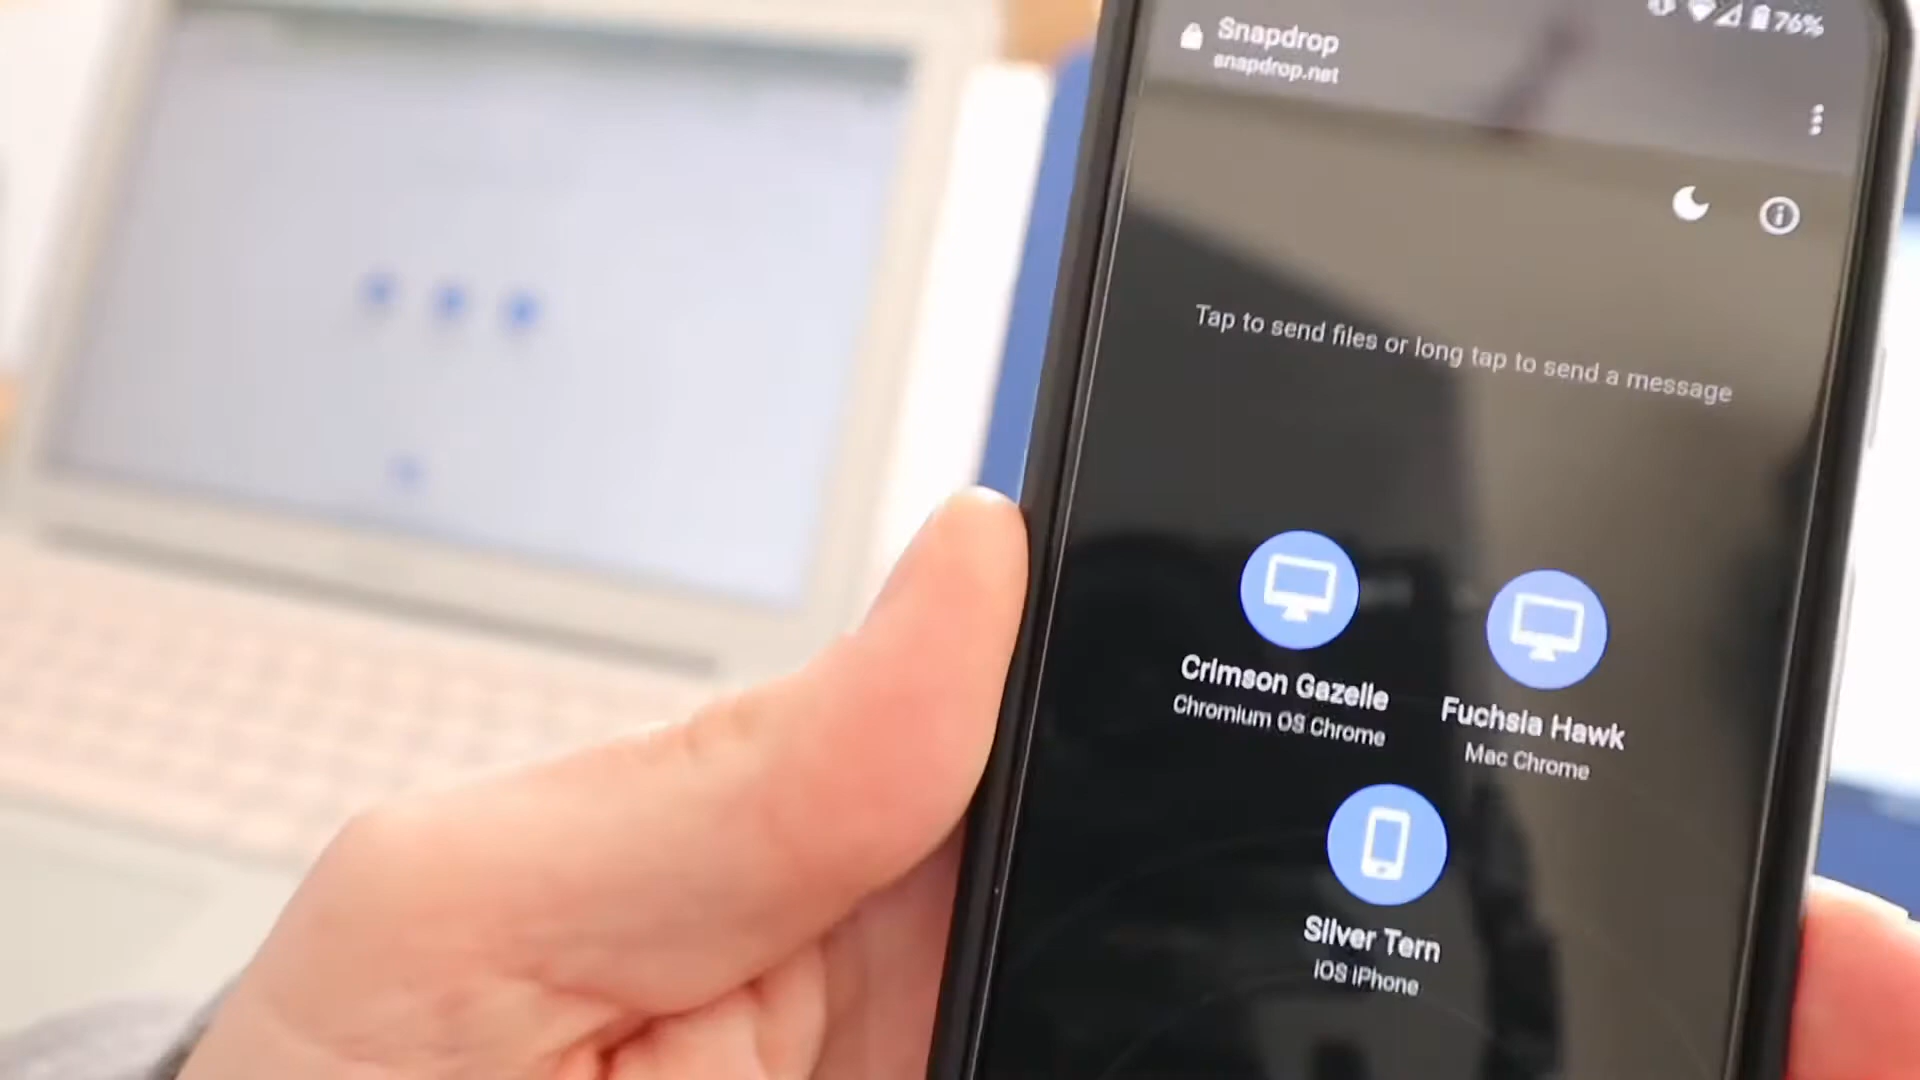 76%
Snapdrop
snapdrop.net
Tap to send files or long tap to send a message
Crimson Gazelle
Chromium OS Chrome
Fuchsia Hawk
Mac Chrome
Silver Tern
iOS iPhone